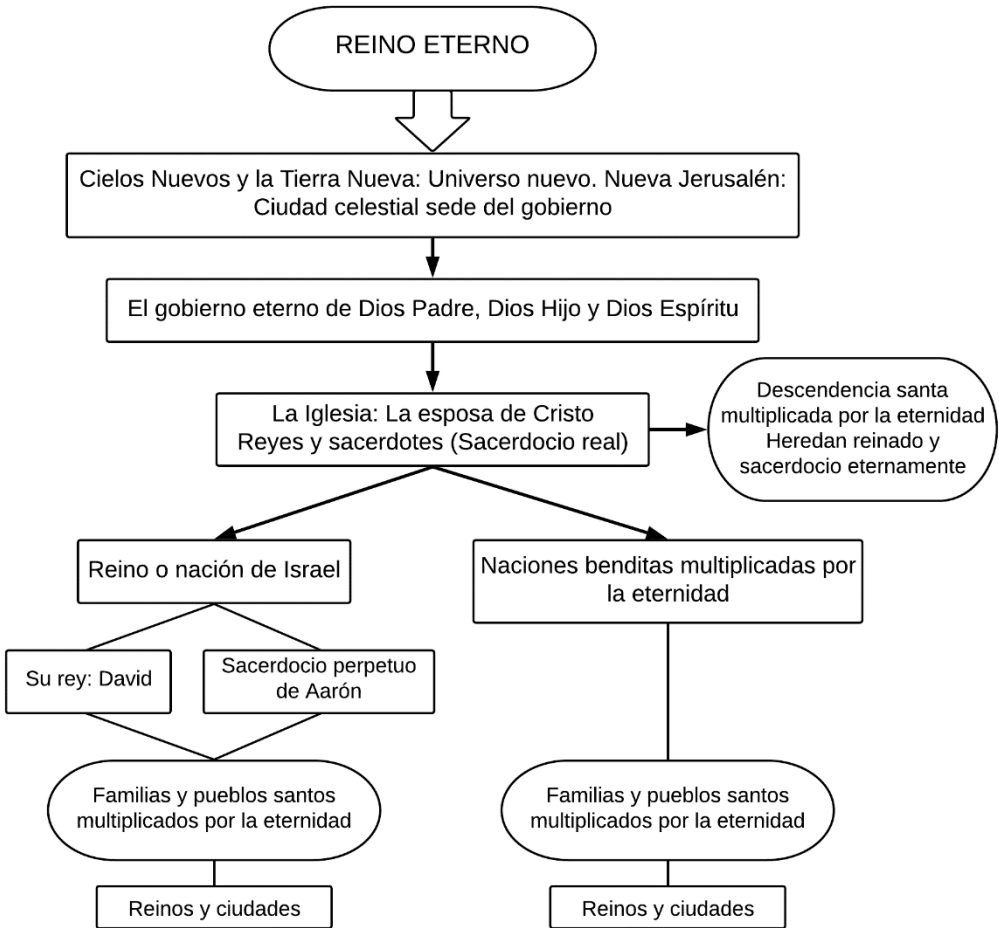 REINO ETERNO
Cielos Nuevos y la Tierra Nueva: Universo nuevo. Nueva Jerusalén:
Ciudad celestial sede del gobierno
El gobierno eterno de Dios Padre, Dios Hijo y Dios Espíritu
La Iglesia: La esposa de Cristo
Reyes y sacerdotes (Sacerdocio real)
Descendencia santa
multiplicada por la eternidad
Heredan reinado y
sacerdocio eternamente
Reino o nación de Israel
Naciones benditas multiplicadas por
la eternidad
Su rey: David
Sacerdocio perpetuo
de Aarón
Familias y pueblos santos
multiplicados por la eternidad
Familias y pueblos santos
multiplicados por la eternidad
Reinos y ciudades
Reinos y ciudades